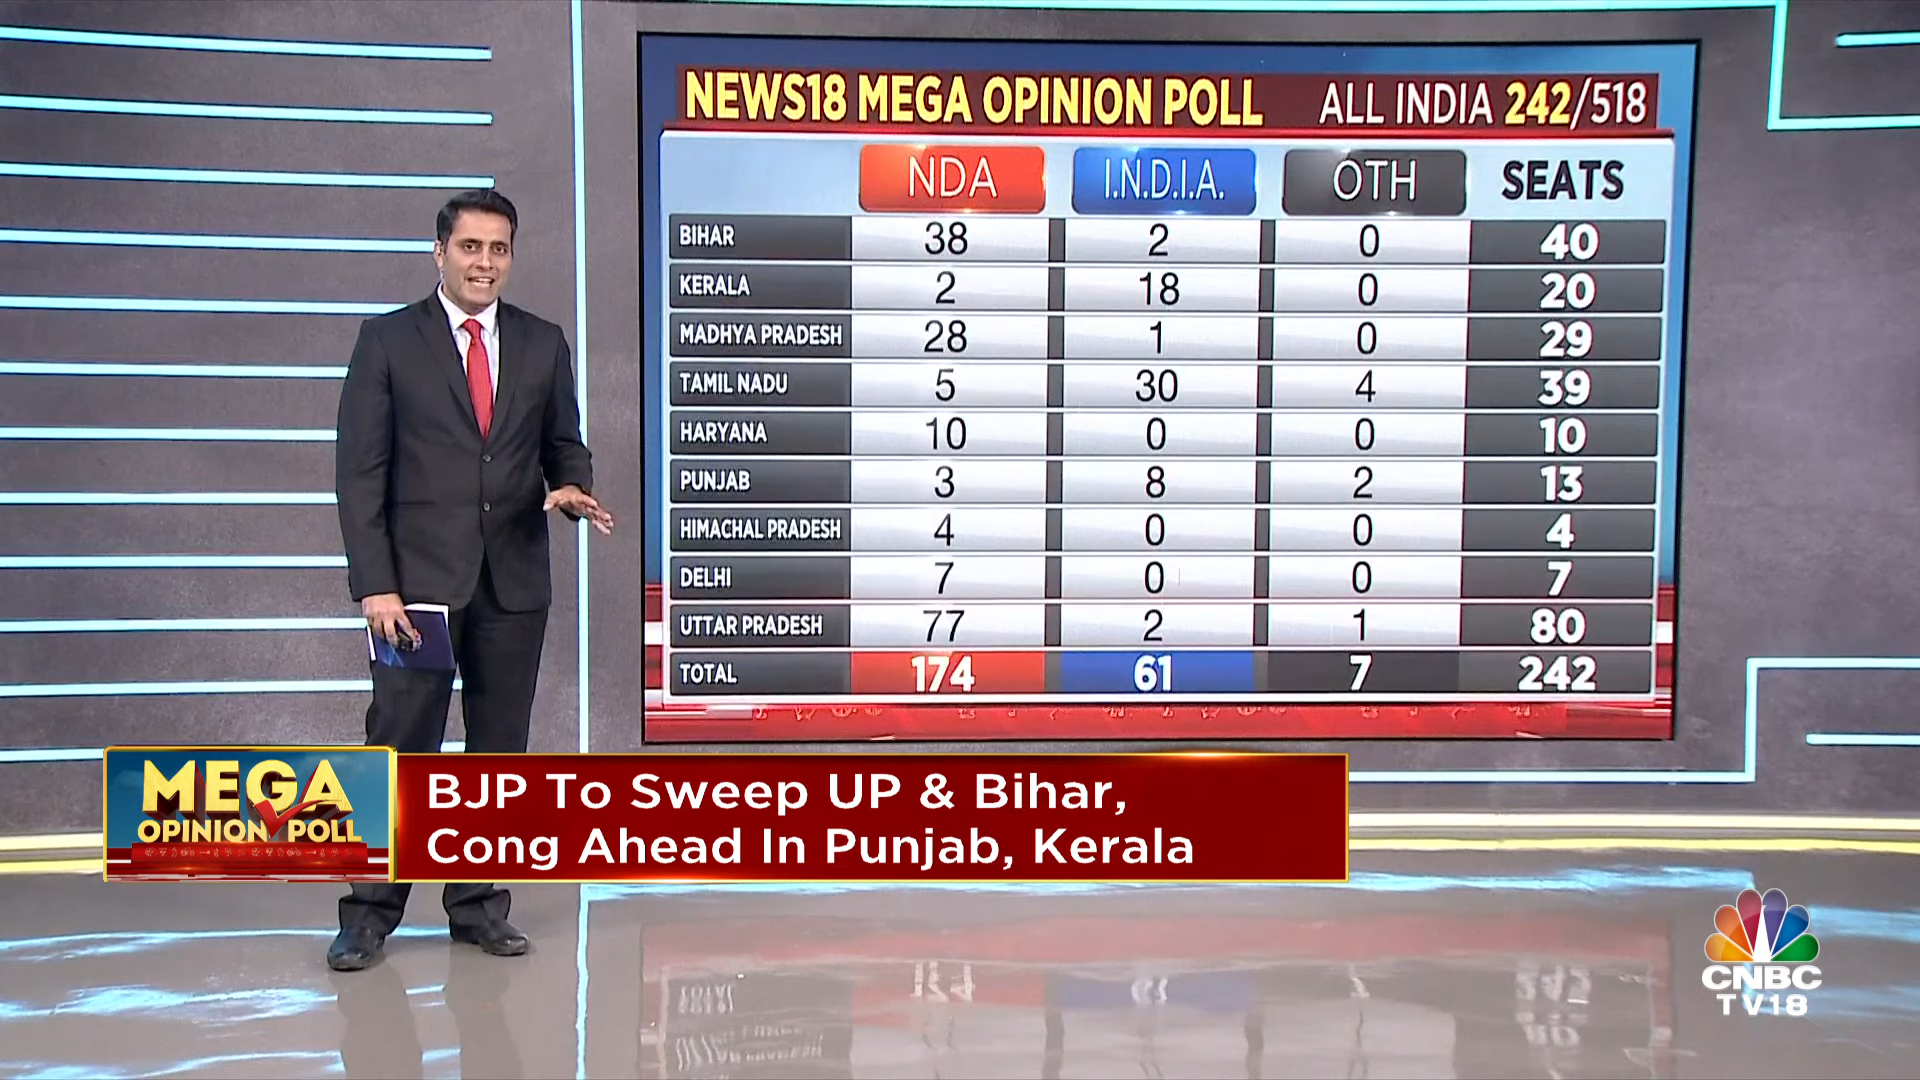 NEWS18 MEGA OPINION POLL ALL INDIA 242/518
NDA I.N.D.I.A. OTH SEATS
BIHAR 38 2 0 40
KERALA 2 18 0 20
MADHYA PRADESH 28 1 0 29
TAMIL NADU 5 30 4 39
HARYANA 10 0 0 10
PUNJAB 3 8 2 13
HIMACHAL PRADESH 4 0 0 4
DELHI 7 0 0 7
UTTAR PRADESH 77 2 1 80
TOTAL 174 61 7 242
MEGA
OPINION POLL
BJP To Sweep UP & Bihar,
Cong Ahead In Punjab, Kerala
CNBC
TV18